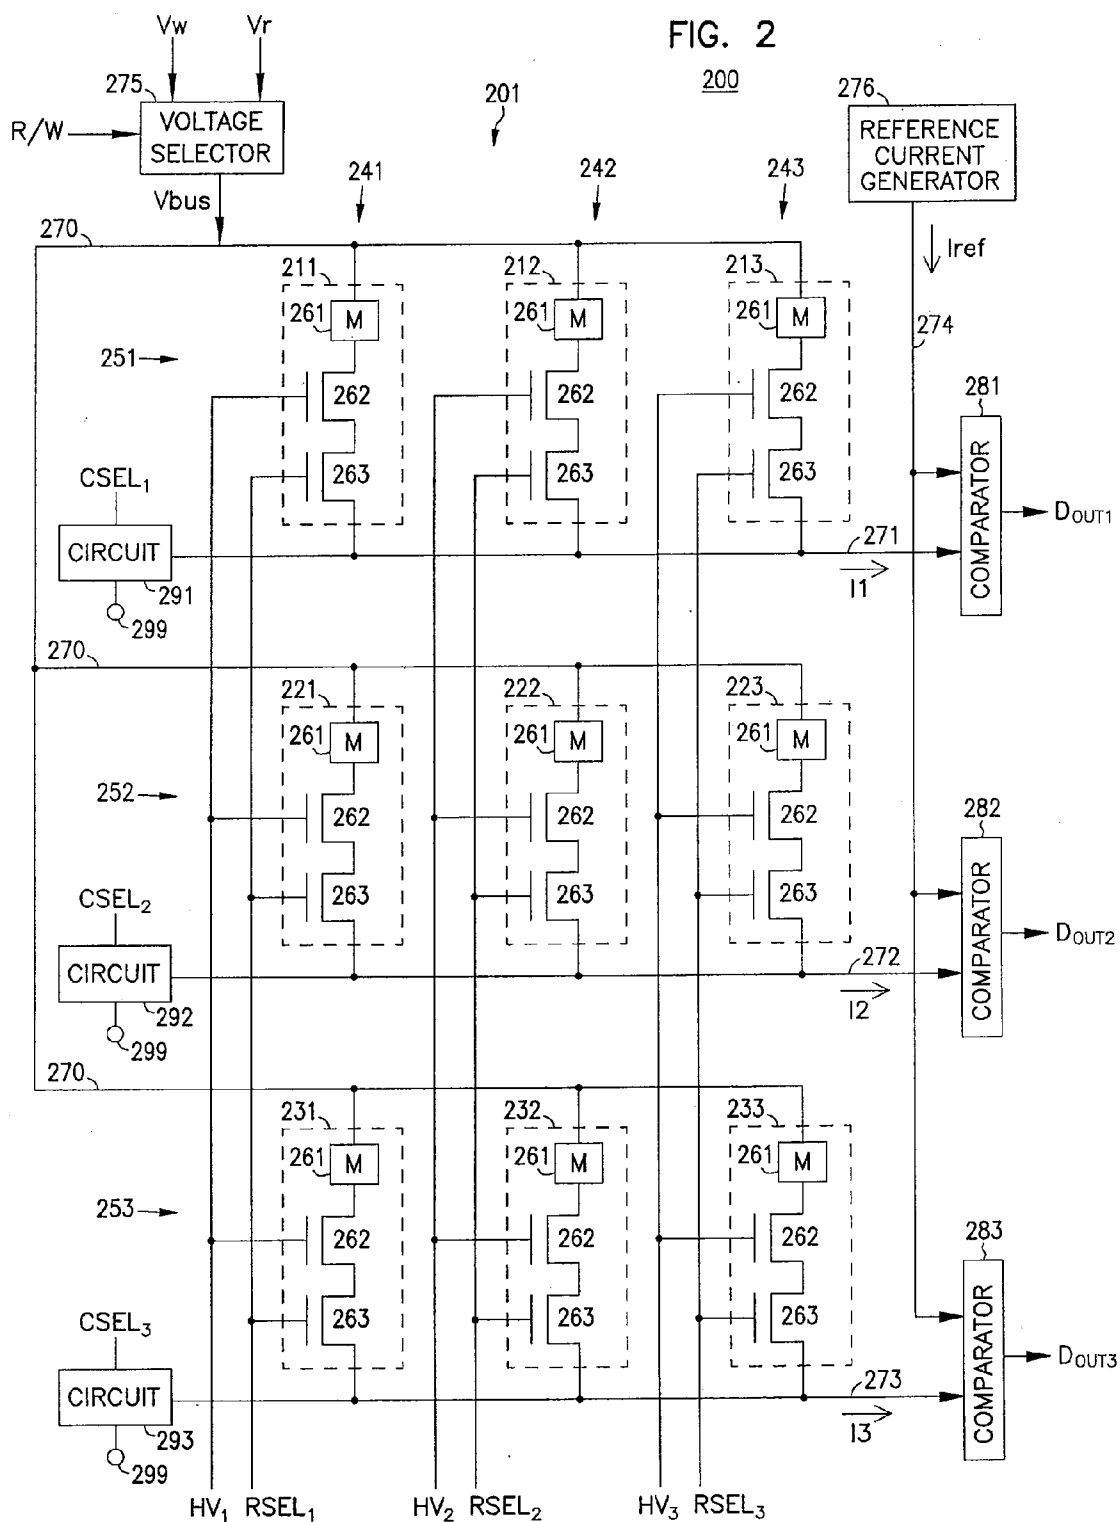 FIG. 2
200
Vw Vr
275
VOLTAGE
SELECTOR
R/W
Vbus
201
276
REFERENCE
CURRENT
GENERATOR
Iref
274
241 242 243
270
211 212 213
261 M 261 M 261 M
251
262 262 262
263 263 263
281
COMPARATOR
DOUT1
CSEL1
CIRCUIT
291
299
271
I1
270
221 222 223
261 M 261 M 261 M
252
262 262 262
263 263 263
282
COMPARATOR
DOUT2
CSEL2
CIRCUIT
292
299
272
I2
270
231 232 233
261 M 261 M 261 M
253
262 262 262
263 263 263
283
COMPARATOR
DOUT3
CSEL3
CIRCUIT
293
299
273
I3
HV1 RSEL1 HV2 RSEL2 HV3 RSEL3